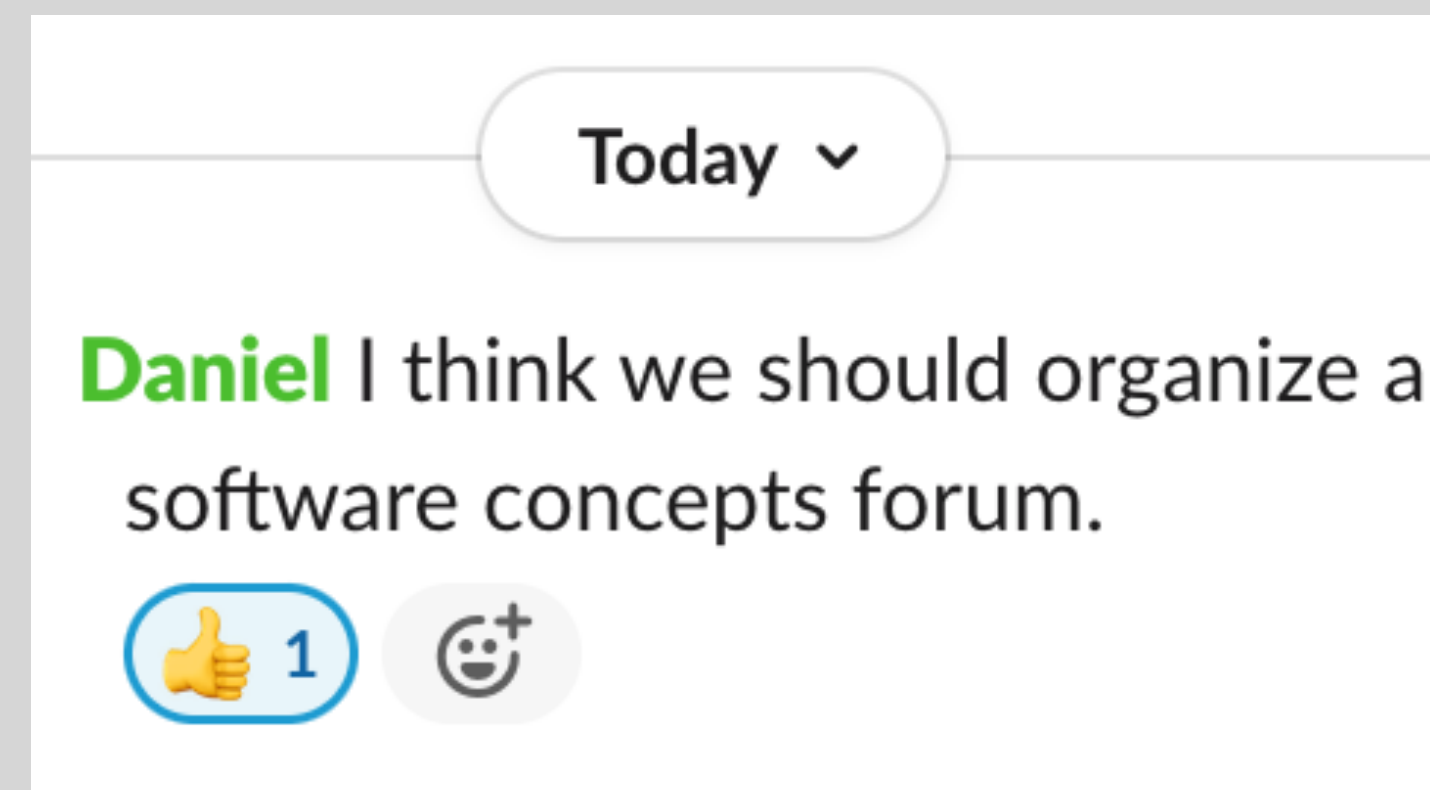 Today
Daniel I think we should organize a
software concepts forum.
👍 1